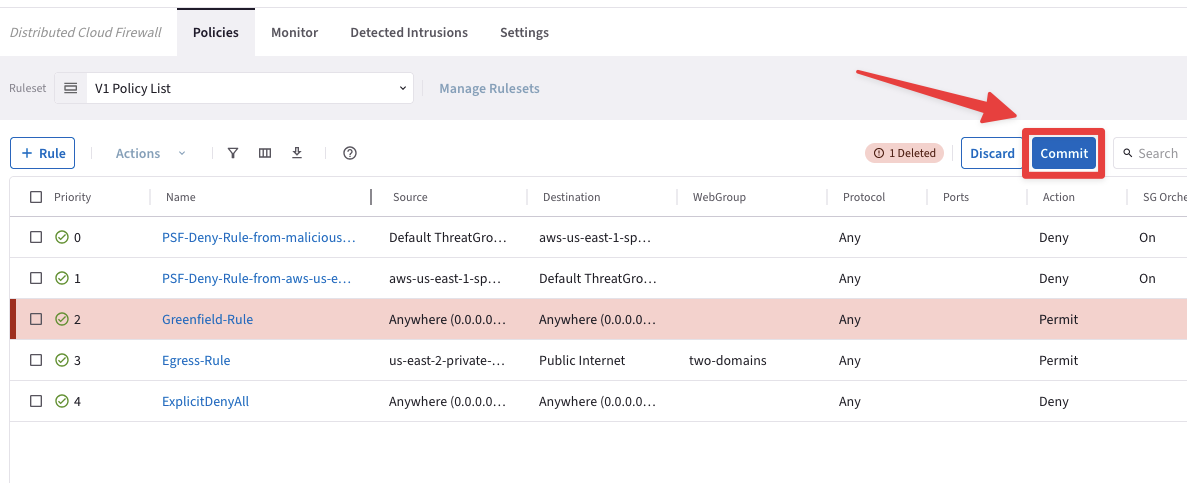 Distributed Cloud Firewall Policies Monitor Detected Intrusions Settings
Ruleset V1 Policy List Manage Rulesets
+ Rule Actions 1 Deleted Discard Commit Search
Priority Name Source Destination WebGroup Protocol Ports Action SG Orche
0 PSF-Deny-Rule-from-malicious… Default ThreatGro… aws-us-east-1-sp… Any Deny On
1 PSF-Deny-Rule-from-aws-us-e… aws-us-east-1-sp… Default ThreatGro… Any Deny On
2 Greenfield-Rule Anywhere (0.0.0.0… Anywhere (0.0.0.0… Any Permit
3 Egress-Rule us-east-2-private-… Public Internet two-domains Any Permit
4 ExplicitDenyAll Anywhere (0.0.0.0… Anywhere (0.0.0.0… Any Deny